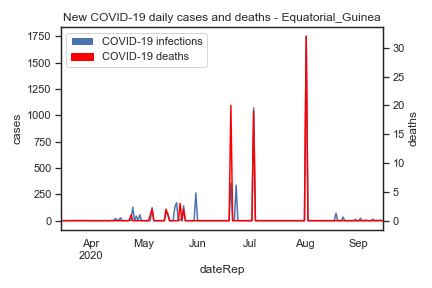 New COVID-19 daily cases and deaths - Equatorial_Guinea
COVID-19 infections
COVID-19 deaths
1750
1500
1250
1000
750
500
250
0
cases
30
25
20
15
10
5
0
deaths
Apr
2020
May
Jun
Jul
Aug
Sep
dateRep